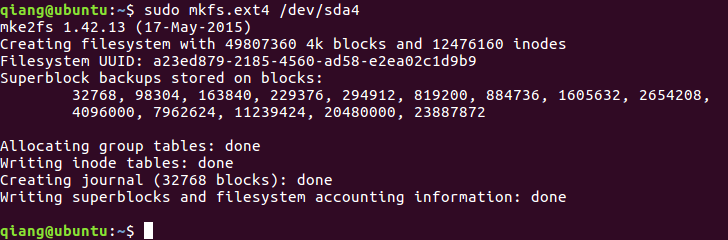 qiang@ubuntu:~$ sudo mkfs.ext4 /dev/sda4
mke2fs 1.42.13 (17-May-2015)
Creating filesystem with 49807360 4k blocks and 12476160 inodes
Filesystem UUID: a23ed879-2185-4560-ad58-e2ea02c1d9b9
Superblock backups stored on blocks:
32768, 98304, 163840, 229376, 294912, 819200, 884736, 1605632, 2654208,
4096000, 7962624, 11239424, 20480000, 23887872
Allocating group tables: done
Writing inode tables: done
Creating journal (32768 blocks): done
Writing superblocks and filesystem accounting information: done
qiang@ubuntu:~$